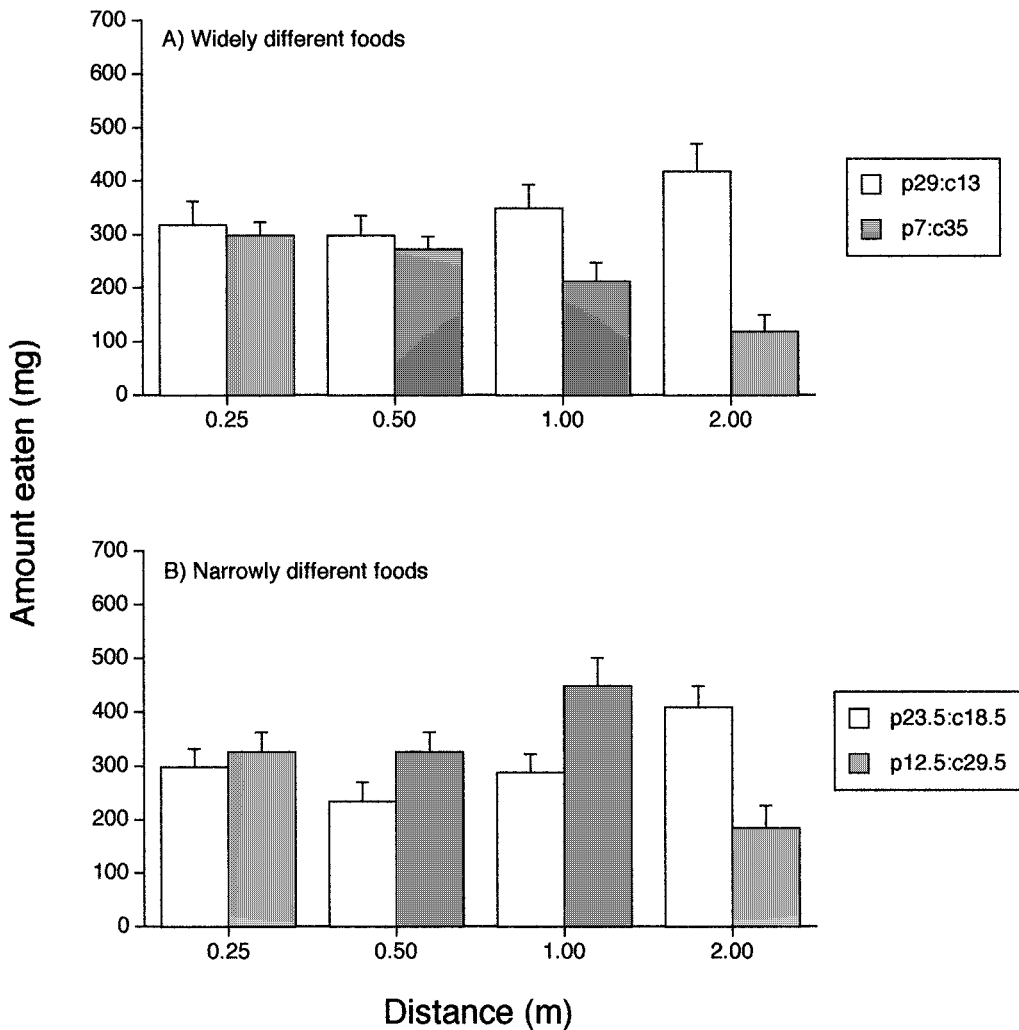 Amount eaten (mg)
A) Widely different foods
700
600
500
400
300
200
100
0
0.25 0.50 1.00 2.00
p29:c13
p7:c35
B) Narrowly different foods
700
600
500
400
300
200
100
0
0.25 0.50 1.00 2.00
p23.5:c18.5
p12.5:c29.5
Distance (m)